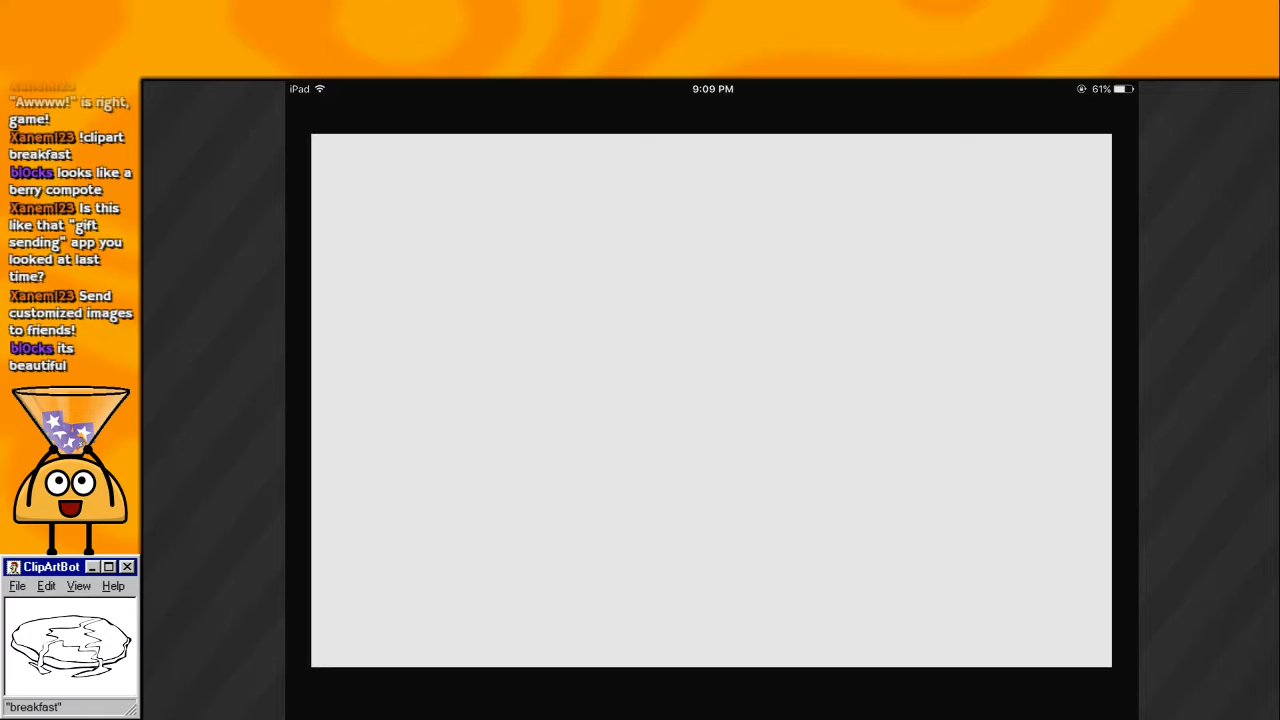 iPad
9:09 PM
61%
Xanem123
"Awwww!" is right,
game!
Xanem123 !clipart
breakfast
bl0cks looks like a
berry compote
Xanem123 Is this
like that "gift
sending" app you
looked at last
time?
Xanem123 Send
customized images
to friends!
bl0cks its
beautiful
ClipArtBot
File Edit View Help
"breakfast"